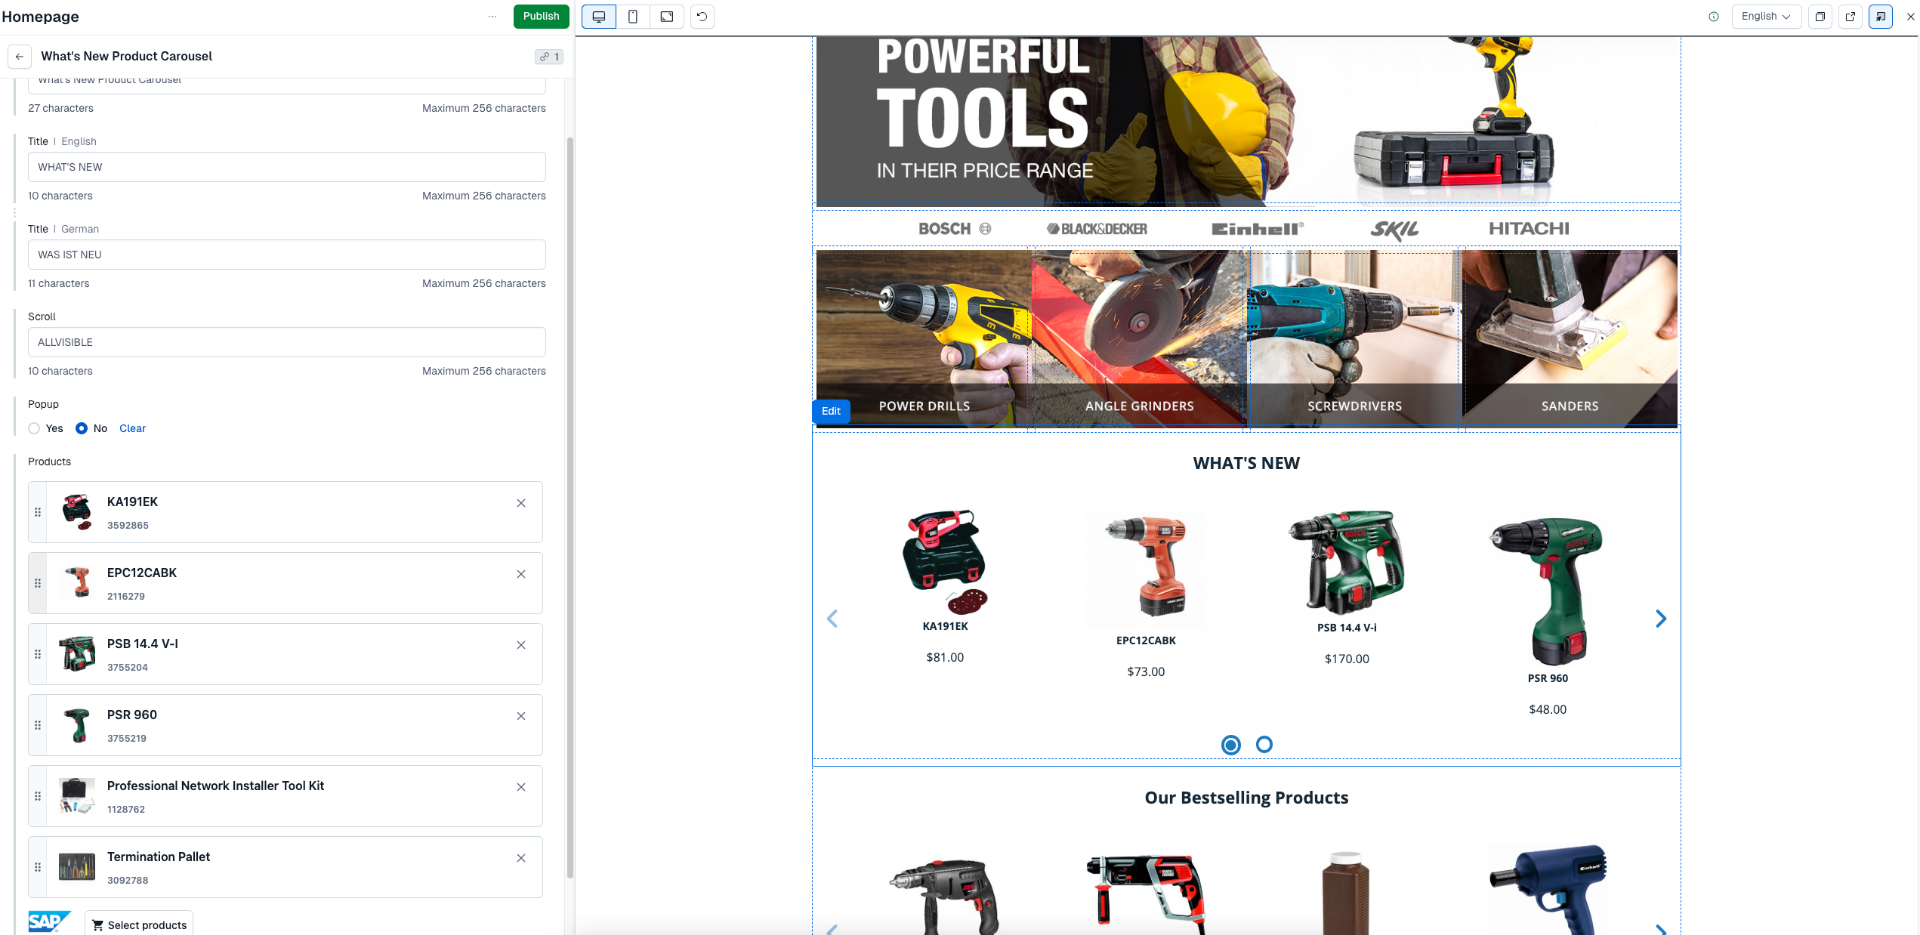 Homepage
Publish
English
What's New Product Carousel
1
What's New Product Carousel
27 characters
Maximum 256 characters
Title | English
WHAT'S NEW
10 characters
Maximum 256 characters
Title | German
WAS IST NEU
11 characters
Maximum 256 characters
Scroll
ALLVISIBLE
10 characters
Maximum 256 characters
Popup
Yes
No
Clear
Products
KA191EK
3592865
EPC12CABK
2116279
PSB 14.4 V-I
3755204
PSR 960
3755219
Professional Network Installer Tool Kit
1128762
Termination Pallet
3092788
SAP
Select products
POWERFUL
TOOLS
IN THEIR PRICE RANGE
BOSCH
BLACK&DECKER
Einhell
SKIL
HITACHI
POWER DRILLS
ANGLE GRINDERS
SCREWDRIVERS
SANDERS
Edit
WHAT'S NEW
KA191EK
$81.00
EPC12CABK
$73.00
PSB 14.4 V-i
$170.00
PSR 960
$48.00
Our Bestselling Products